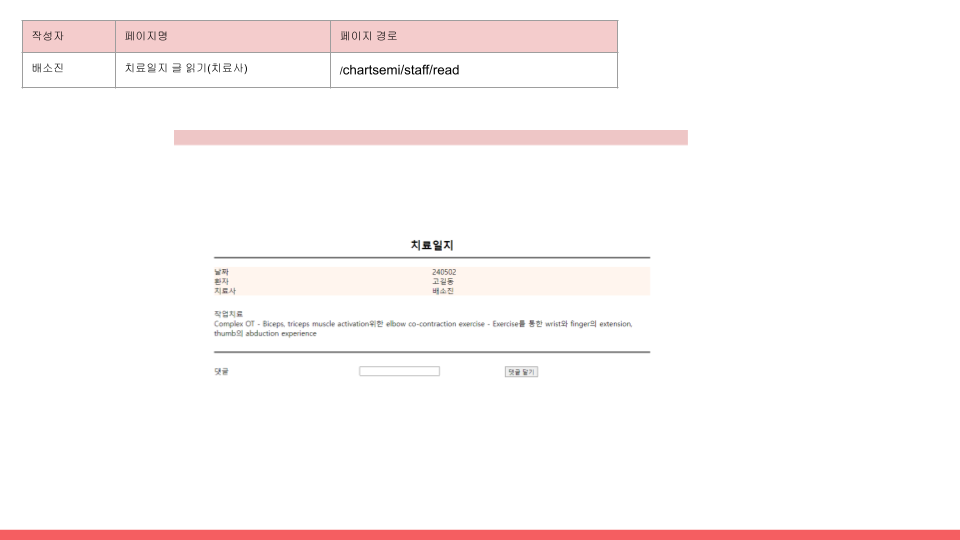 작성자 페이지명 페이지 경로
배소진 치료일지 글 읽기(치료사) /chartsemi/staff/read
치료일지
날짜 240502
환자 고길동
치료사 배소진
작업치료
Complex OT - Biceps, triceps muscle activation위한 elbow co-contraction exercise - Exercise를 통한 wrist와 finger의 extension,
thumb의 abduction experience
댓글 댓글 달기